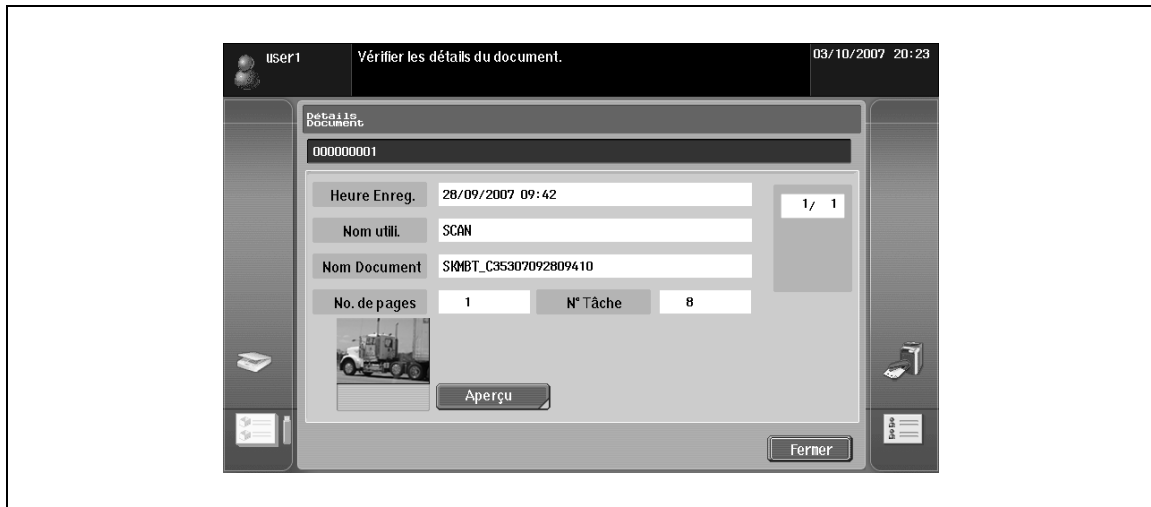 user1
Vérifier les détails du document.
03/10/2007 20:23
Détails
Document
000000001
Heure Enreg.
28/09/2007 09:42
1/ 1
Nom utili.
SCAN
Nom Document
SKMBT_C35307092809410
No. de pages
1
N° Tâche
8
Aperçu
Fermer